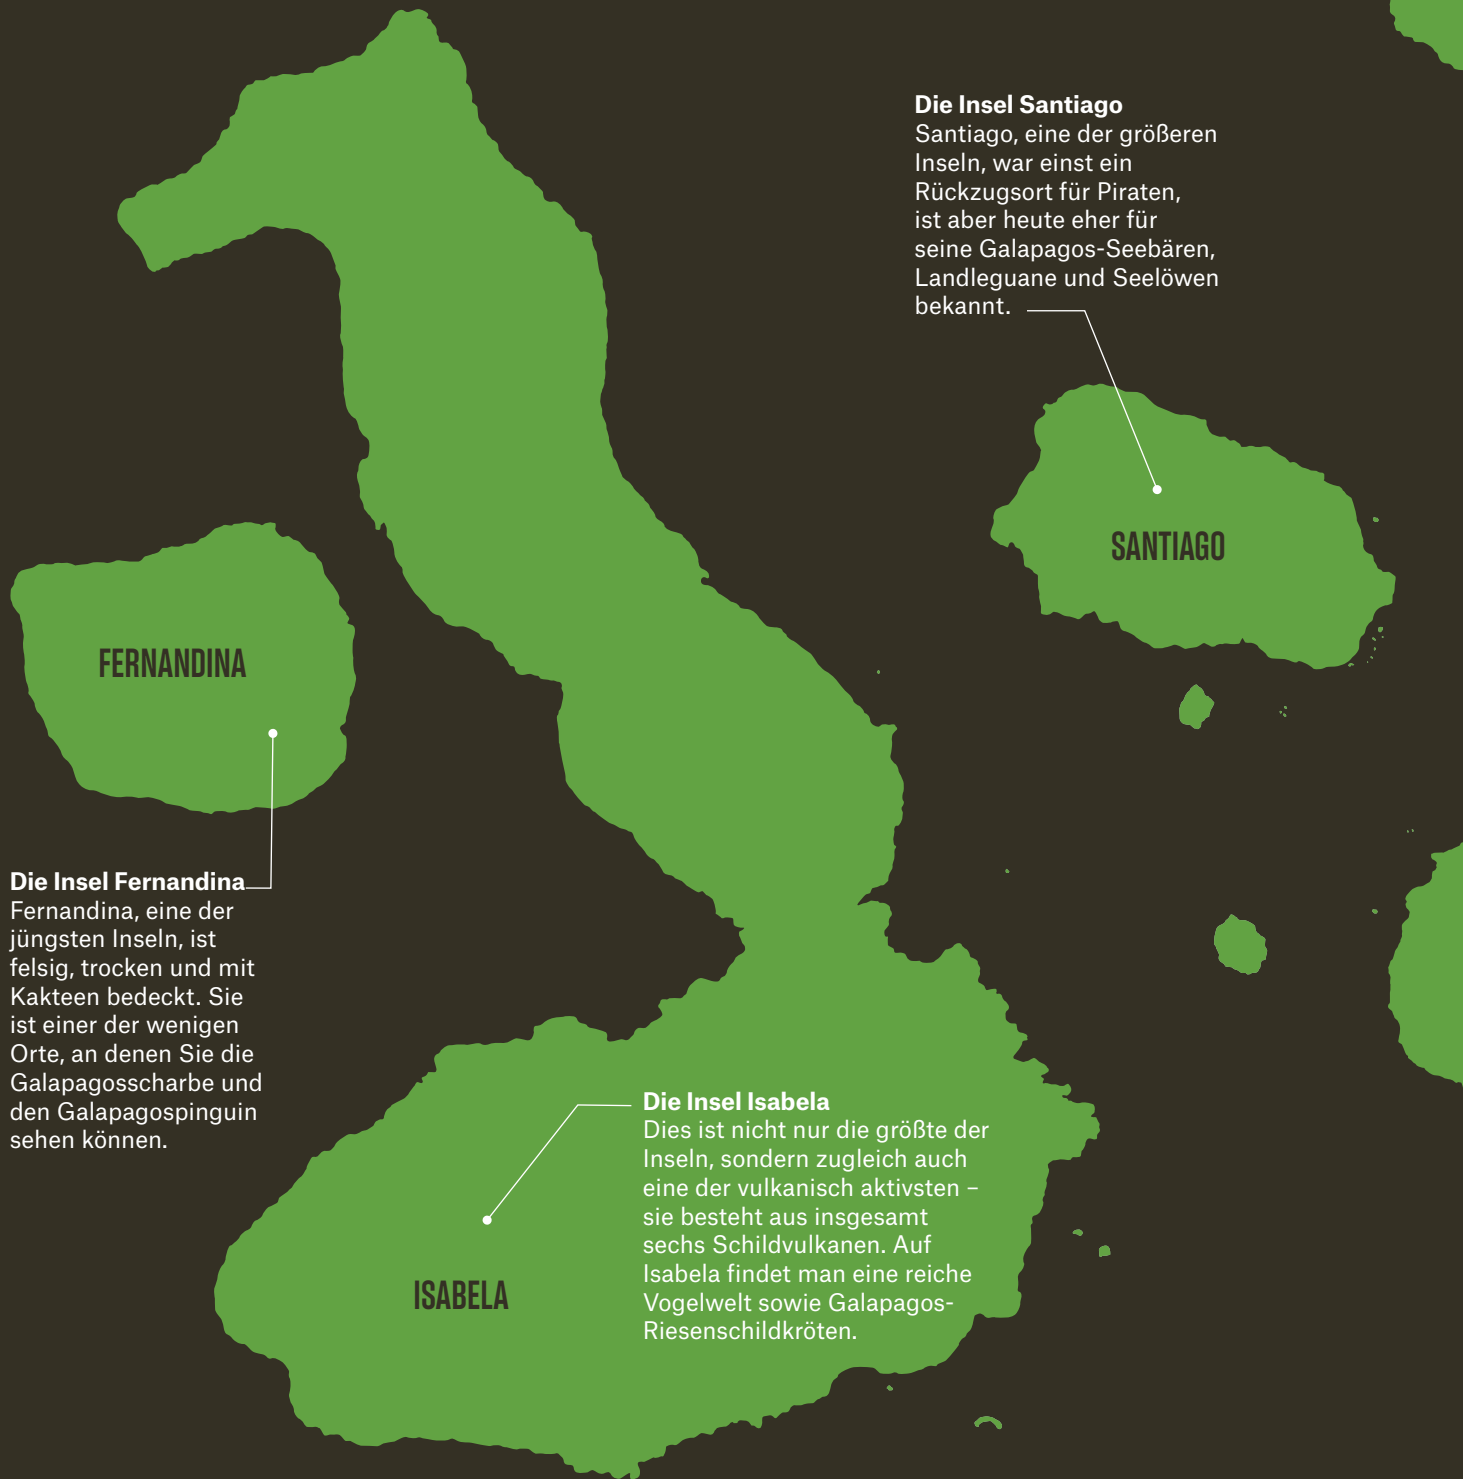 Die Insel Santiago
Santiago, eine der größeren
Inseln, war einst ein
Rückzugsort für Piraten,
ist aber heute eher für
seine Galapagos-Seebären,
Landleguane und Seelöwen
bekannt.
SANTIAGO
FERNANDINA
Die Insel Fernandina
Fernandina, eine der
jüngsten Inseln, ist
felsig, trocken und mit
Kakteen bedeckt. Sie
ist einer der wenigen
Orte, an denen Sie die
Galapagosscharbe und
den Galapagospinguin
sehen können.
Die Insel Isabela
Dies ist nicht nur die größte der
Inseln, sondern zugleich auch
eine der vulkanisch aktivsten –
sie besteht aus insgesamt
sechs Schildvulkanen. Auf
Isabela findet man eine reiche
Vogelwelt sowie Galapagos-
Riesenschildkröten.
ISABELA